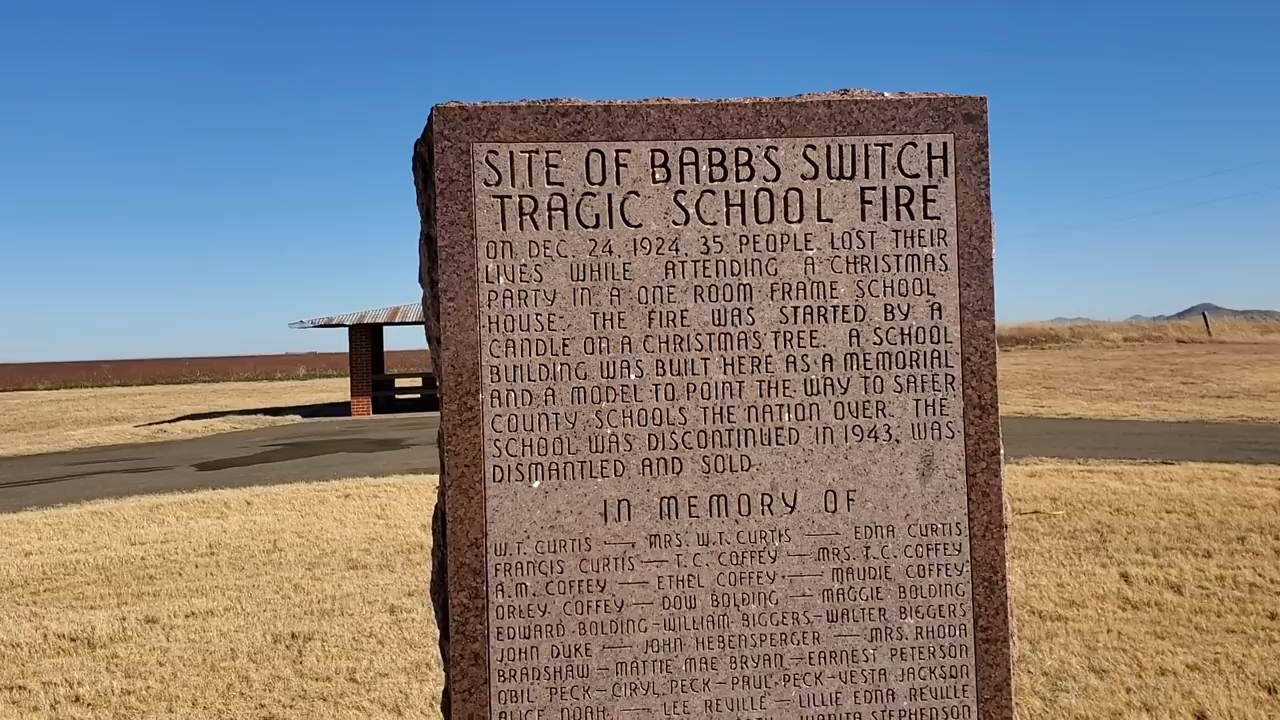 SITE OF BABBS SWITCH
TRAGIC SCHOOL FIRE
ON DEC. 24, 1924, 35 PEOPLE LOST THEIR
LIVES WHILE ATTENDING A CHRISTMAS
PARTY IN A ONE ROOM FRAME SCHOOL
HOUSE. THE FIRE WAS STARTED BY A
CANDLE ON A CHRISTMAS TREE. A SCHOOL
BUILDING WAS BUILT HERE AS A MEMORIAL
AND A MODEL TO POINT THE WAY TO SAFER
COUNTY SCHOOLS THE NATION OVER. THE
SCHOOL WAS DISCONTINUED IN 1943, WAS
DISMANTLED AND SOLD.
IN MEMORY OF
W.T. CURTIS — MRS. W.T. CURTIS — EDNA CURTIS
FRANCIS CURTIS — T.C. COFFEY — MRS. T.C. COFFEY
A.M. COFFEY — ETHEL COFFEY — MAUDIE COFFEY
ORLEY COFFEY — DOW BOLDING — MAGGIE BOLDING
EDWARD BOLDING-WILLIAM BIGGERS-WALTER BIGGERS
JOHN DUKE — JOHN HEBENSPERGER — MRS. RHODA
BRADSHAW — MATTIE MAE BRYAN — EARNEST PETERSON
OBIL PECK — CIRYL PECK — PAUL PECK — VESTA JACKSON
ALICE NOAH — LEE REVILLE — LILLIE EDNA REVILLE
JUANITA STEPHENSON